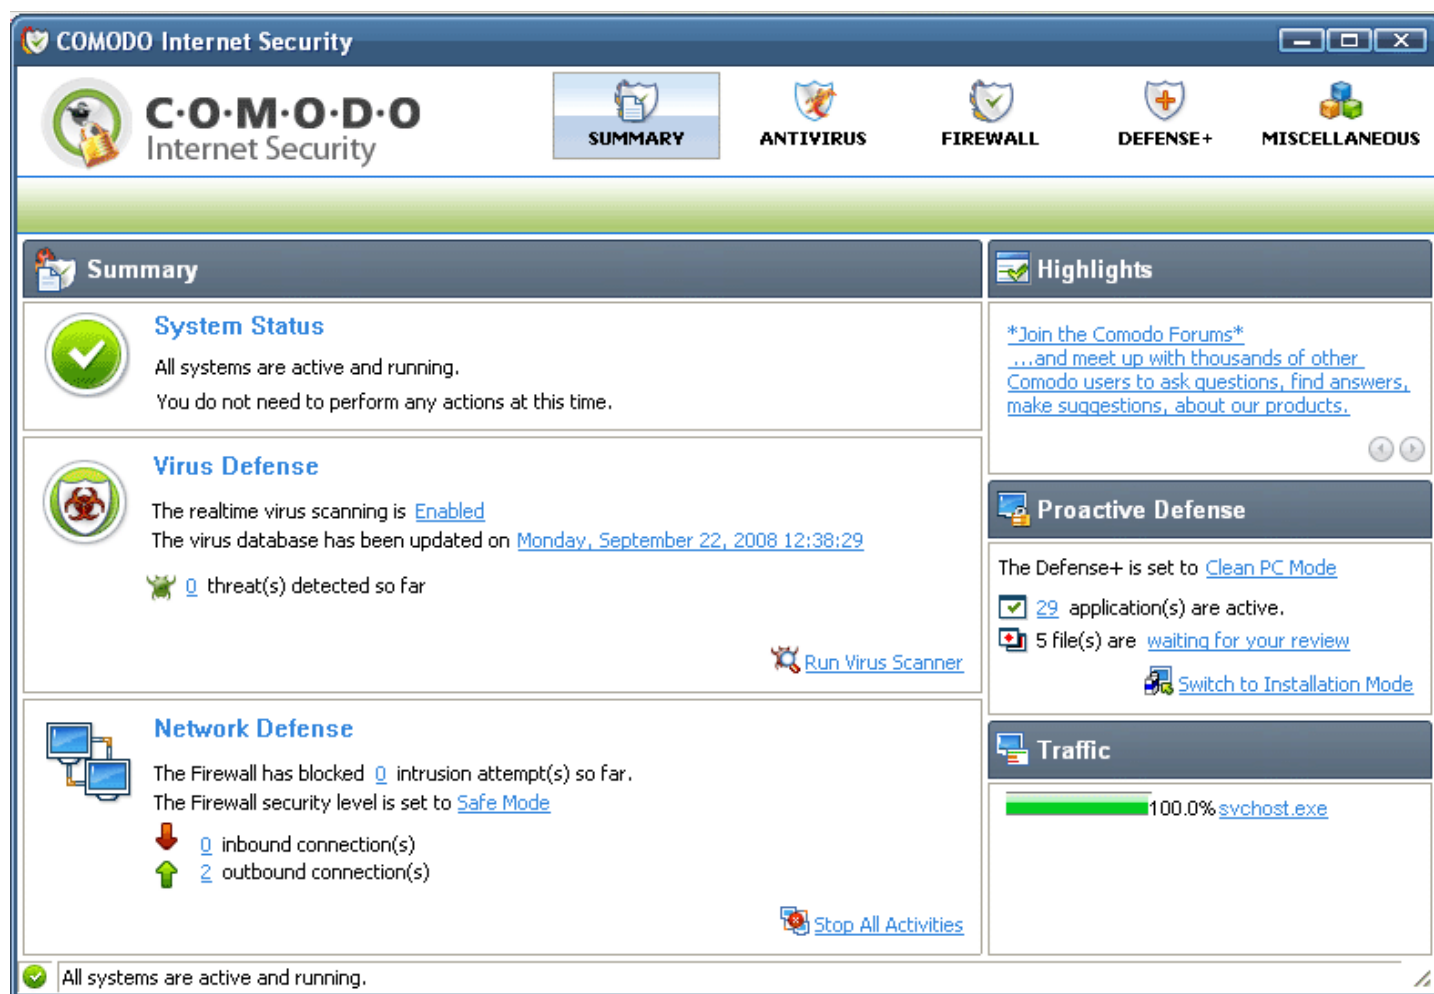 COMODO Internet Security
C·O·M·O·D·O
Internet Security
SUMMARY
ANTIVIRUS
FIREWALL
DEFENSE+
MISCELLANEOUS
Summary
System Status
All systems are active and running.
You do not need to perform any actions at this time.
Virus Defense
The realtime virus scanning is Enabled
The virus database has been updated on Monday, September 22, 2008 12:38:29
0 threat(s) detected so far
Run Virus Scanner
Network Defense
The Firewall has blocked 0 intrusion attempt(s) so far.
The Firewall security level is set to Safe Mode
0 inbound connection(s)
2 outbound connection(s)
Stop All Activities
Highlights
*Join the Comodo Forums*
...and meet up with thousands of other
Comodo users to ask questions, find answers,
make suggestions, about our products.
Proactive Defense
The Defense+ is set to Clean PC Mode
29 application(s) are active.
5 file(s) are waiting for your review
Switch to Installation Mode
Traffic
100.0% svchost.exe
All systems are active and running.